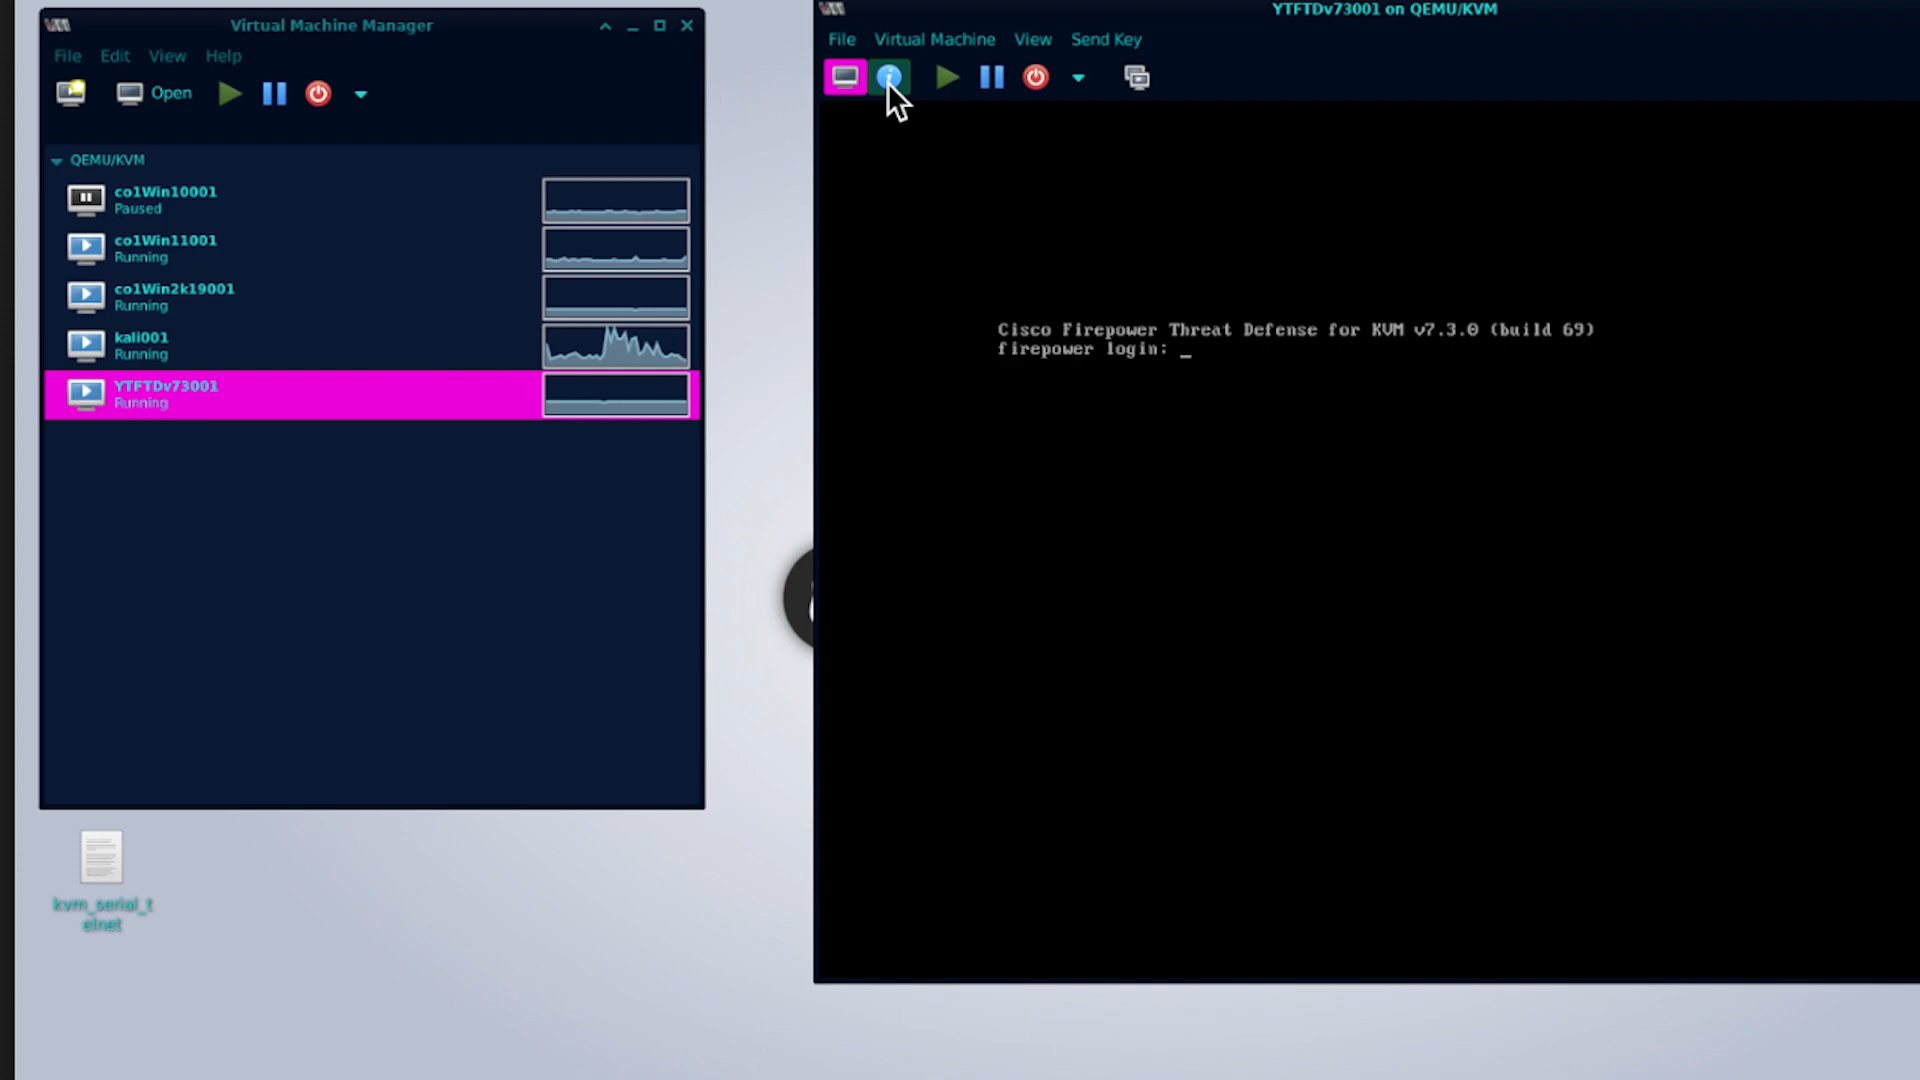 Virtual Machine Manager
File Edit View Help
Open
QEMU/KVM
co1Win10001
Paused
co1Win11001
Running
co1Win2k19001
Running
kali001
Running
YTFTDv73001
Running
kvm_serial_t
elnet
YTFTDv73001 on QEMU/KVM
File Virtual Machine View Send Key
Cisco Firepower Threat Defense for KVM v7.3.0 (build 69)
firepower login: _